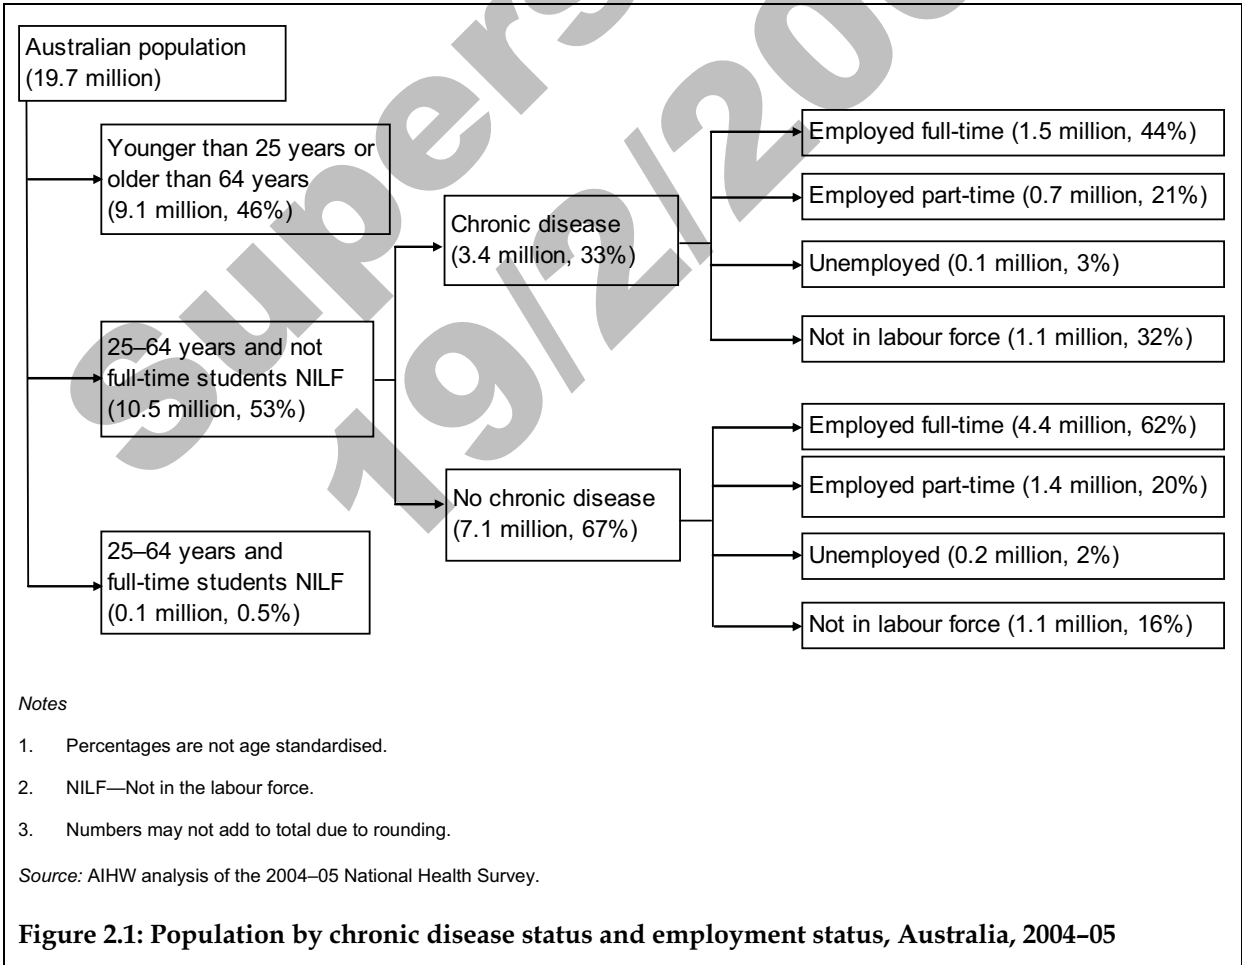 Australian population
(19.7 million)
Younger than 25 years or
older than 64 years
(9.1 million, 46%)
25–64 years and not
full-time students NILF
(10.5 million, 53%)
25–64 years and
full-time students NILF
(0.1 million, 0.5%)
Chronic disease
(3.4 million, 33%)
No chronic disease
(7.1 million, 67%)
Employed full-time (1.5 million, 44%)
Employed part-time (0.7 million, 21%)
Unemployed (0.1 million, 3%)
Not in labour force (1.1 million, 32%)
Employed full-time (4.4 million, 62%)
Employed part-time (1.4 million, 20%)
Unemployed (0.2 million, 2%)
Not in labour force (1.1 million, 16%)
Supers
19/2/20
Notes
1. Percentages are not age standardised.
2. NILF—Not in the labour force.
3. Numbers may not add to total due to rounding.
Source: AIHW analysis of the 2004–05 National Health Survey.
Figure 2.1: Population by chronic disease status and employment status, Australia, 2004–05